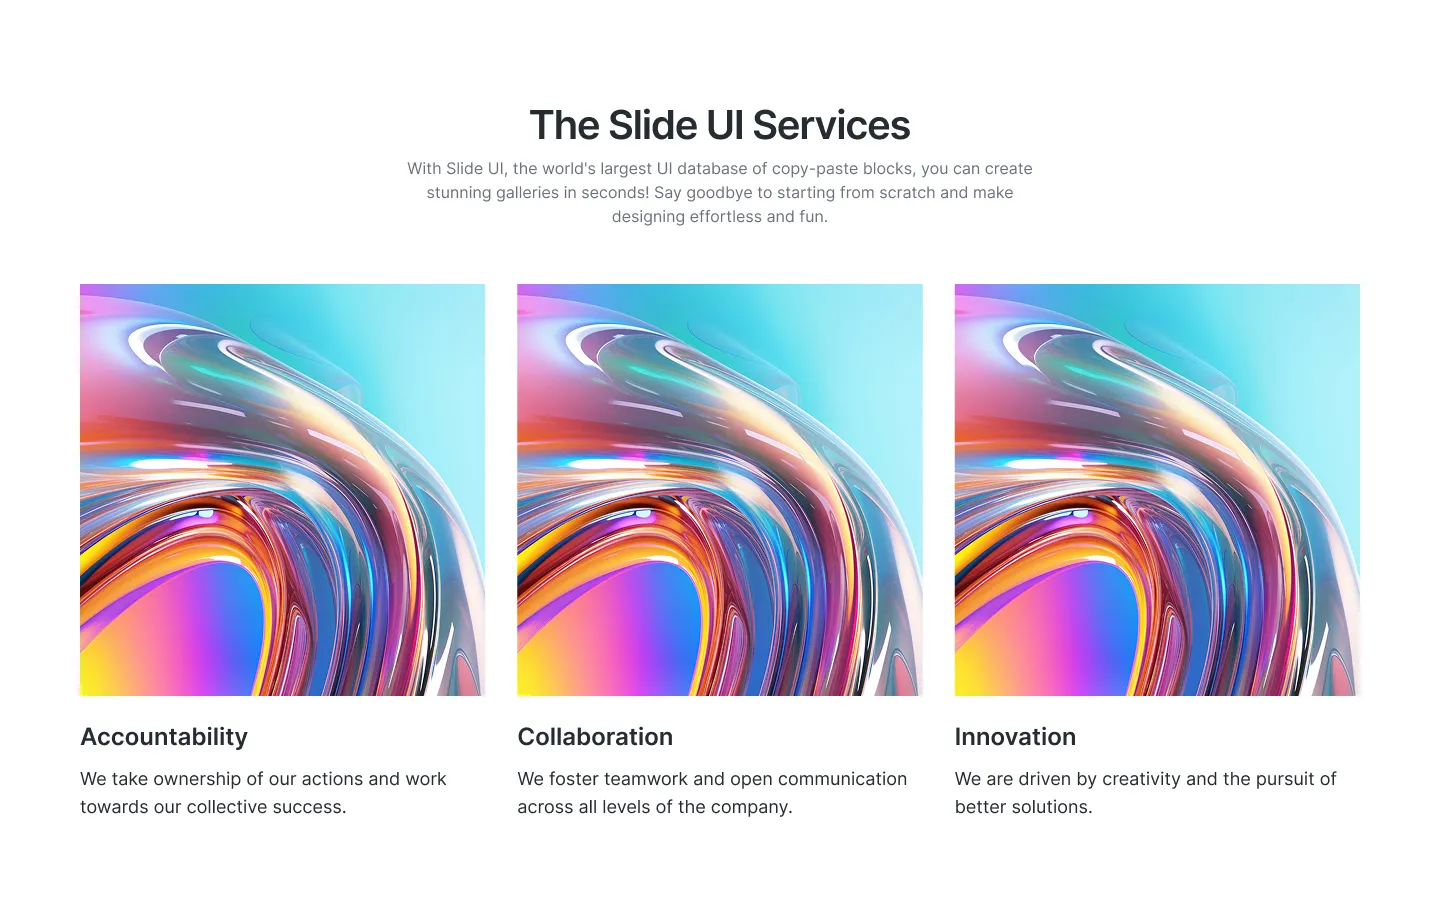 The Slide UI Services
With Slide UI, the world's largest UI database of copy-paste blocks, you can create
stunning galleries in seconds! Say goodbye to starting from scratch and make
designing effortless and fun.
Accountability
We take ownership of our actions and work
towards our collective success.
Collaboration
We foster teamwork and open communication
across all levels of the company.
Innovation
We are driven by creativity and the pursuit of
better solutions.